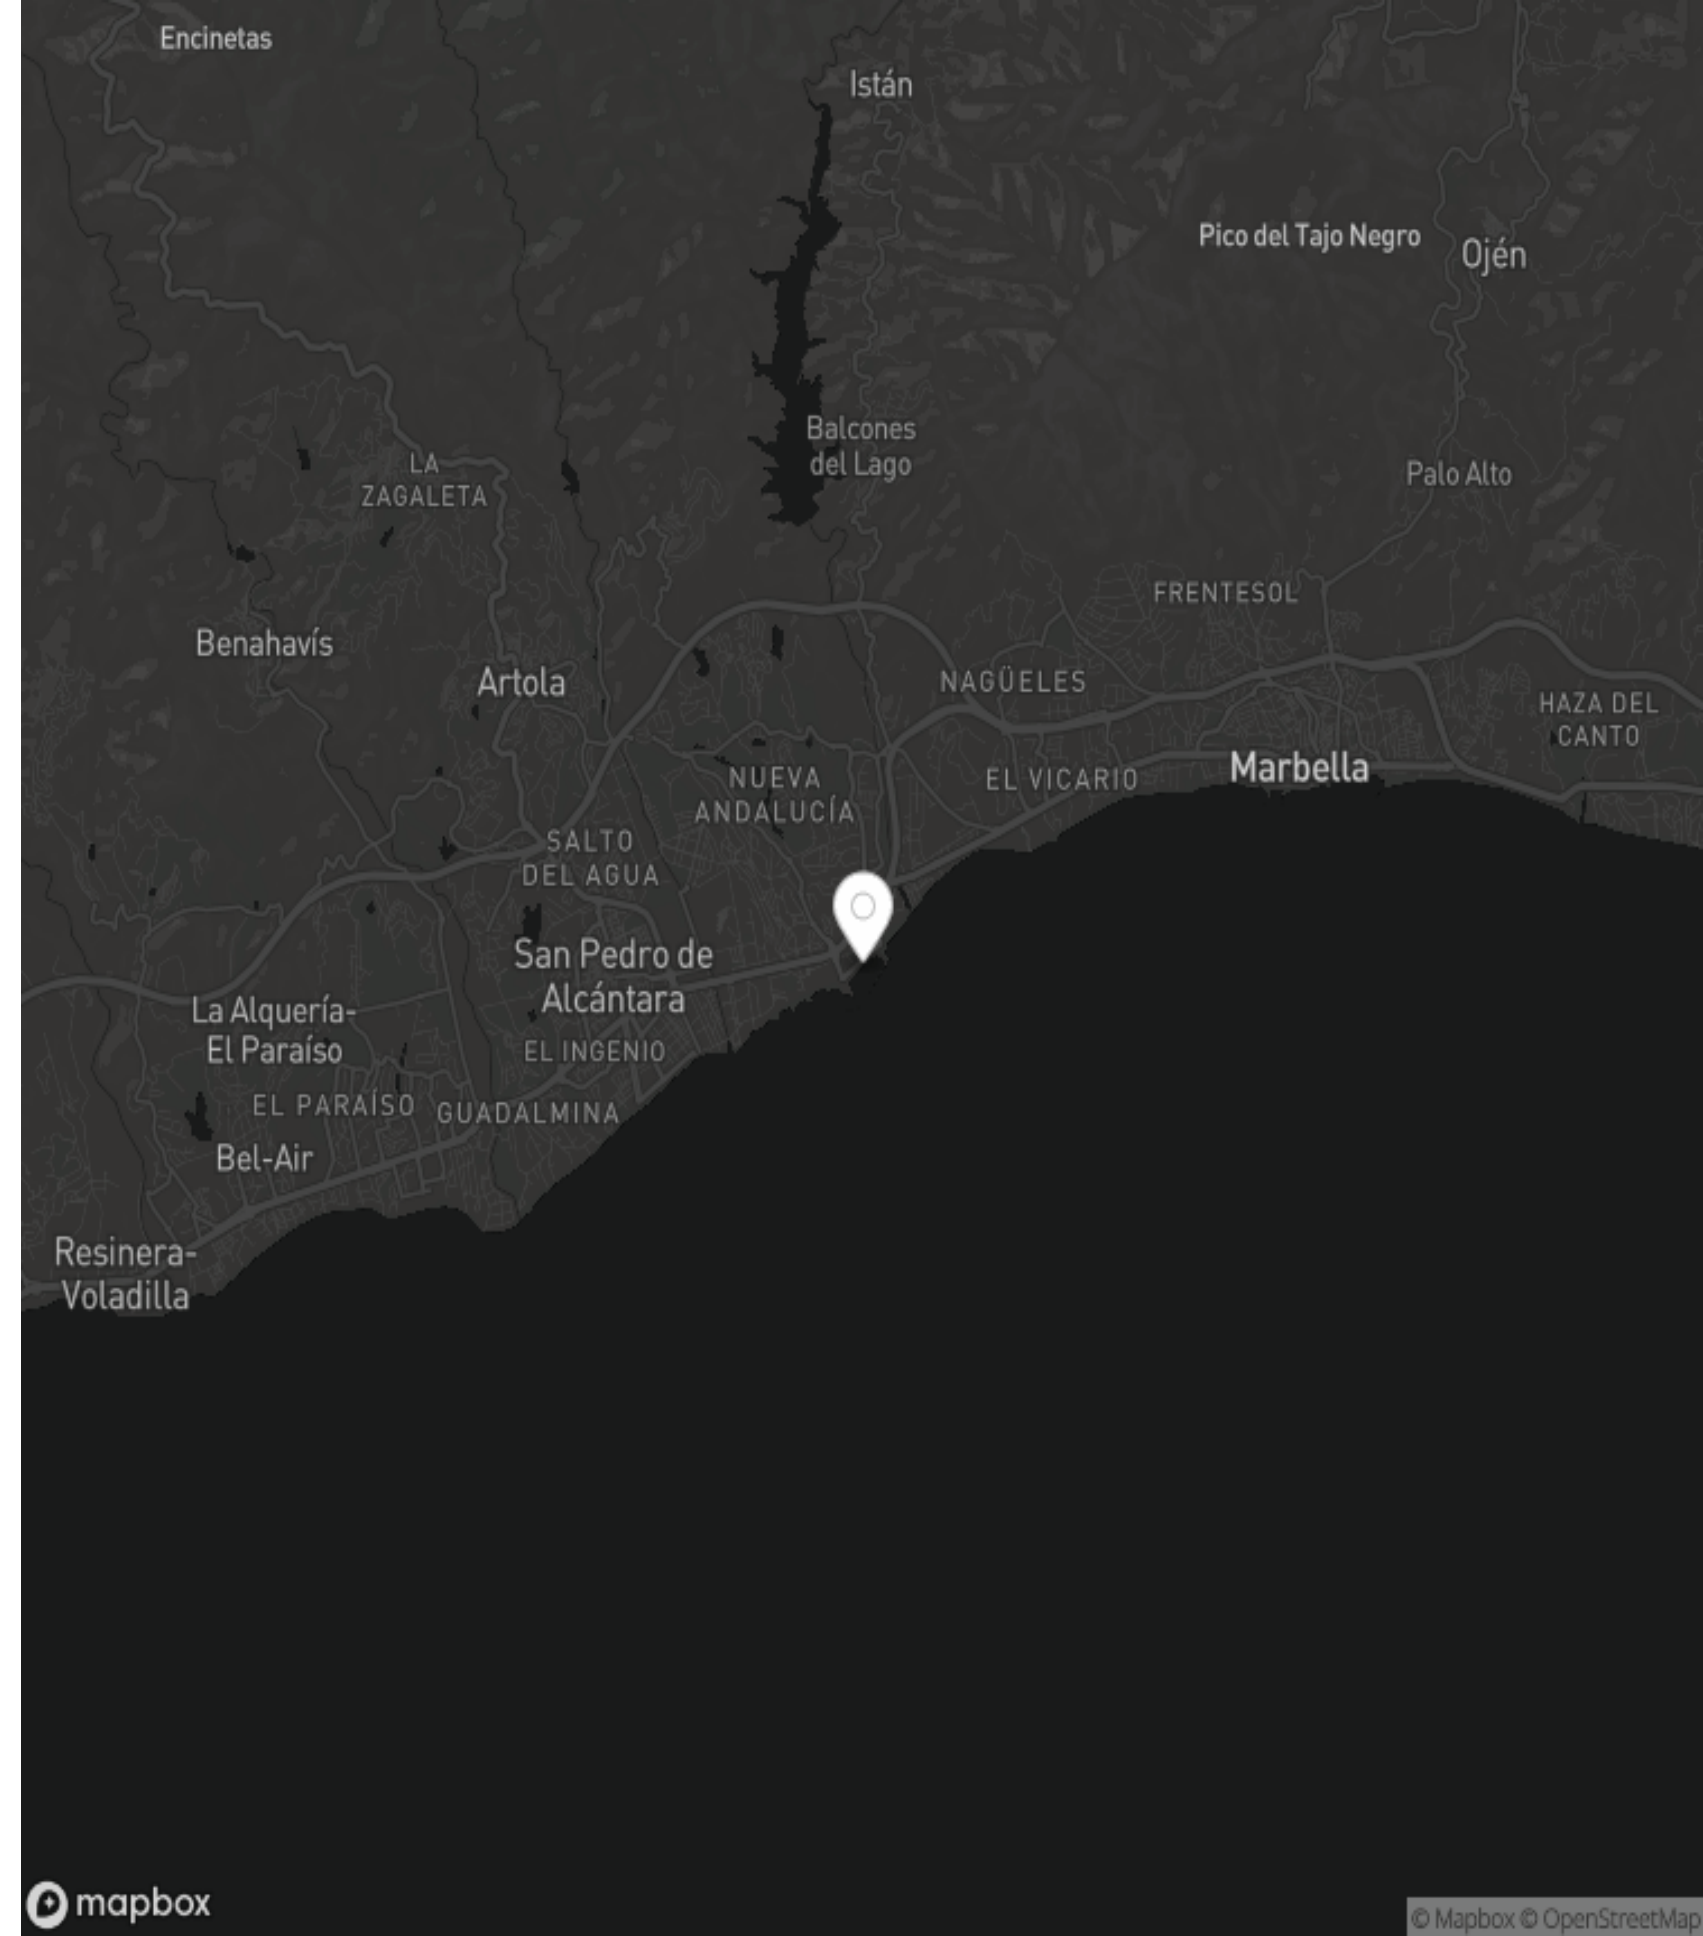 Encinetas
Istán
Pico del Tajo Negro
Ojén
Balcones
del Lago
LA
ZAGALETA
Palo Alto
FRENTESOL
Benahavís
Artola
NAGÜELES
HAZA DEL
CANTO
Marbella
NUEVA
ANDALUCÍA
EL VICARIO
SALTO
DEL AGUA
San Pedro de
Alcántara
La Alquería-
El Paraíso
EL INGENIO
EL PARAÍSO
GUADALMINA
Bel-Air
Resinera-
Voladilla
mapbox
© Mapbox © OpenStreetMap